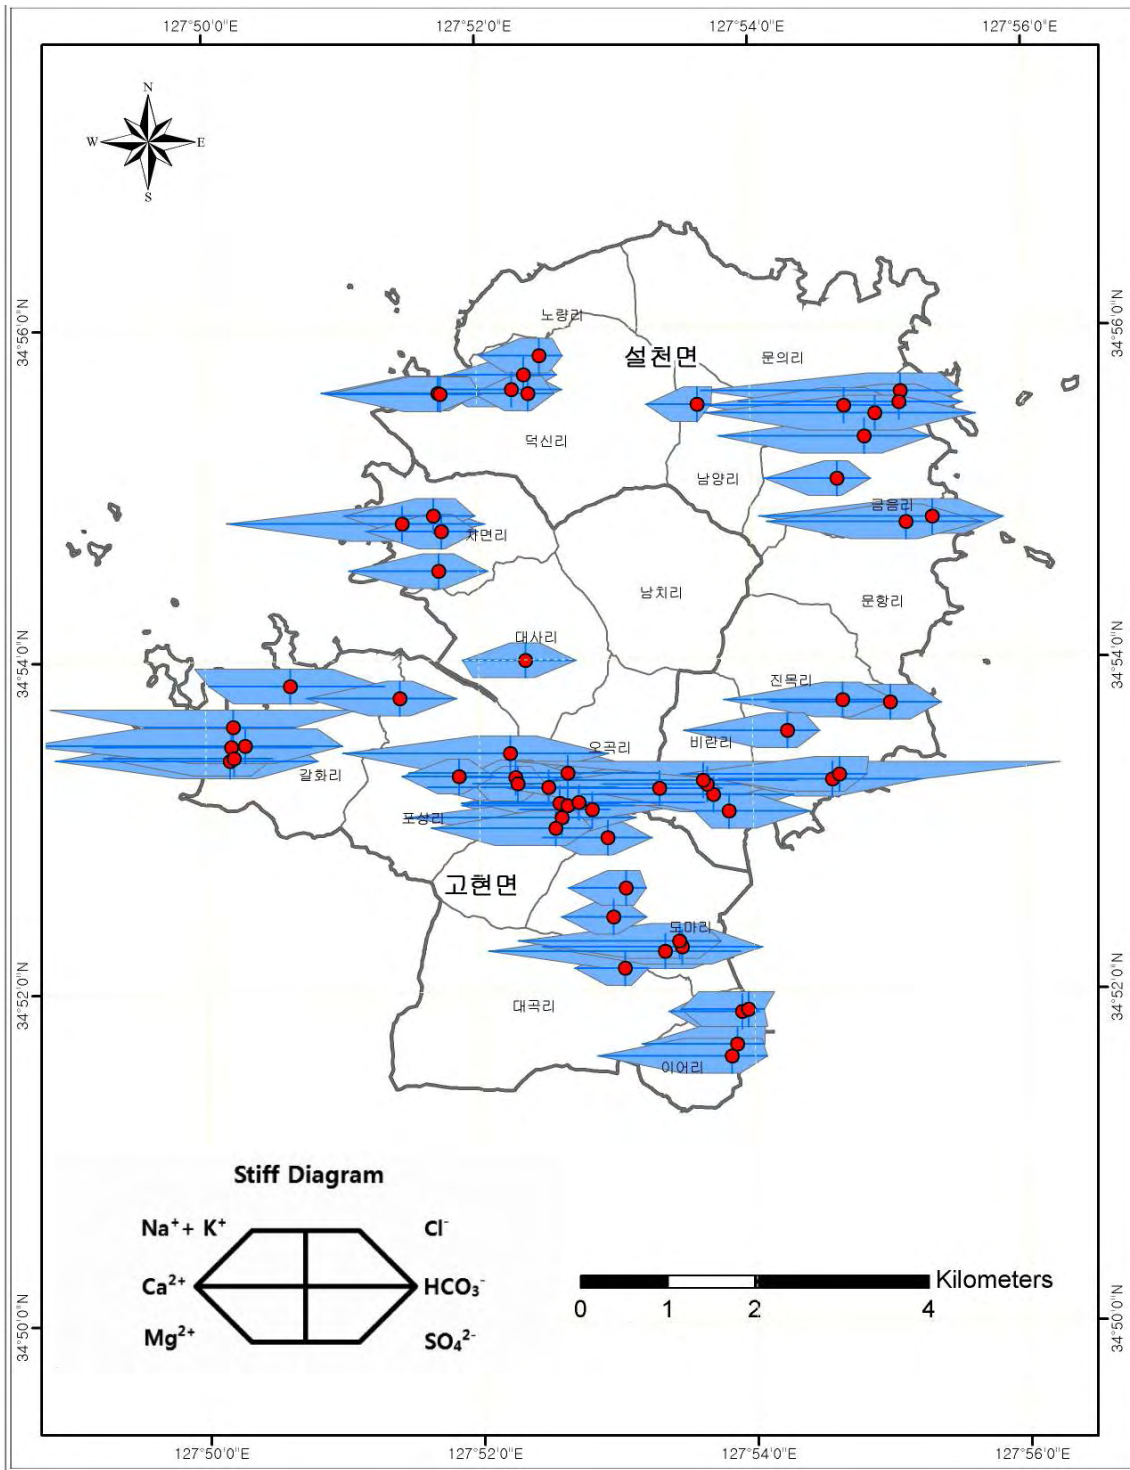 127°50'0"E
127°52'0"E
127°54'0"E
127°56'0"E
N
W
E
S
34°56'0"N
34°56'0"N
노량리
설천면
문의리
덕신리
남양리
금음리
차면리
남치리
문항리
대사리
34°54'0"N
34°54'0"N
진목리
비란리
오곡리
갈화리
포상리
고현면
도마리
대곡리
34°52'0"N
34°52'0"N
이어리
Stiff Diagram
Na⁺ + K⁺
Cl⁻
Ca²⁺
HCO₃⁻
Mg²⁺
SO₄²⁻
Kilometers
0 1 2 4
34°50'0"N
34°50'0"N
127°50'0"E
127°52'0"E
127°54'0"E
127°56'0"E